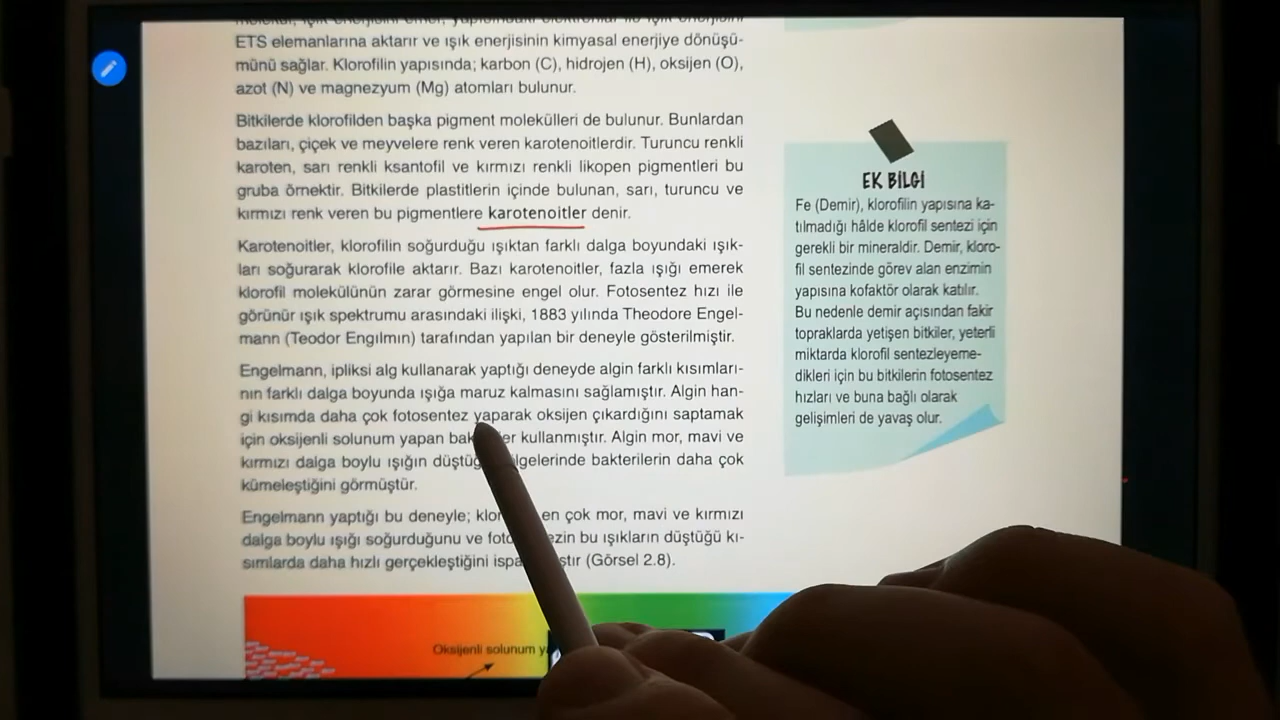 molekül, ışık enerjisini emer, yapısındaki elektronlar ile ışık enerjisini
ETS elemanlarına aktarır ve ışık enerjisinin kimyasal enerjiye dönüşü-
münü sağlar. Klorofilin yapısında; karbon (C), hidrojen (H), oksijen (O),
azot (N) ve magnezyum (Mg) atomları bulunur.
Bitkilerde klorofilden başka pigment molekülleri de bulunur. Bunlardan
bazıları, çiçek ve meyvelere renk veren karotenoitlerdir. Turuncu renkli
karoten, sarı renkli ksantofil ve kırmızı renkli likopen pigmentleri bu
gruba örnektir. Bitkilerde plastitlerin içinde bulunan, sarı, turuncu ve
kırmızı renk veren bu pigmentlere karotenoitler denir.
Karotenoitler, klorofilin soğurduğu ışıktan farklı dalga boyundaki ışık-
ları soğurarak klorofile aktarır. Bazı karotenoitler, fazla ışığı emerek
klorofil molekülünün zarar görmesine engel olur. Fotosentez hızı ile
görünür ışık spektrumu arasındaki ilişki, 1883 yılında Theodore Engel-
mann (Teodor Engılmın) tarafından yapılan bir deneyle gösterilmiştir.
Engelmann, ipliksi alg kullanarak yaptığı deneyde algin farklı kısımları-
nın farklı dalga boyunda ışığa maruz kalmasını sağlamıştır. Algin han-
gi kısımda daha çok fotosentez yaparak oksijen çıkardığını saptamak
için oksijenli solunum yapan kullanmıştır. Algin mor, mavi ve
kırmızı dalga boylu ışığın bakterilerin daha çok
kümeleştiğini görmüştür.
Engelmann yaptığı bu deneyle; en çok mor, mavi ve kırmızı
dalga boylu ışığı soğurduğunu ve bu ışıkların düştüğü kı-
sımlarda daha hızlı gerçekleştiğini (Görsel 2.8).
Oksijenli solunum
EK BİLGİ
Fe (Demir), klorofilin yapısına ka-
tılmadığı hâlde klorofil sentezi için
gerekli bir mineraldir. Demir, kloro-
fil sentezinde görev alan enzimin
yapısına kofaktör olarak katılır.
Bu nedenle demir açısından fakir
topraklarda yetişen bitkiler, yeterli
miktarda klorofil sentezleyeme-
dikleri için bu bitkilerin fotosentez
hızları ve buna bağlı olarak
gelişimleri de yavaş olur.